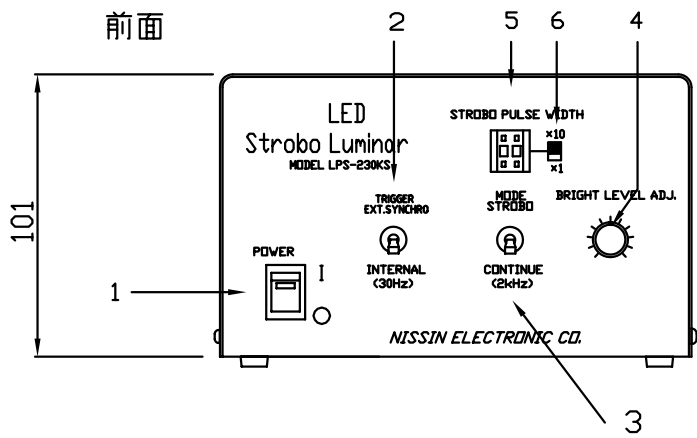 前面
2
5
6
4
LED
Strobo Luminar
MODEL LPS-230KS
STROBO PULSE WIDTH
×10
×1
TRIGGER
EXT.SYNCHRO
MODE
STROBO
BRIGHT LEVEL ADJ.
101
POWER
I
INTERNAL
(30Hz)
CONTINUE
(2kHz)
1
NISSIN ELECTRONIC CO.
3